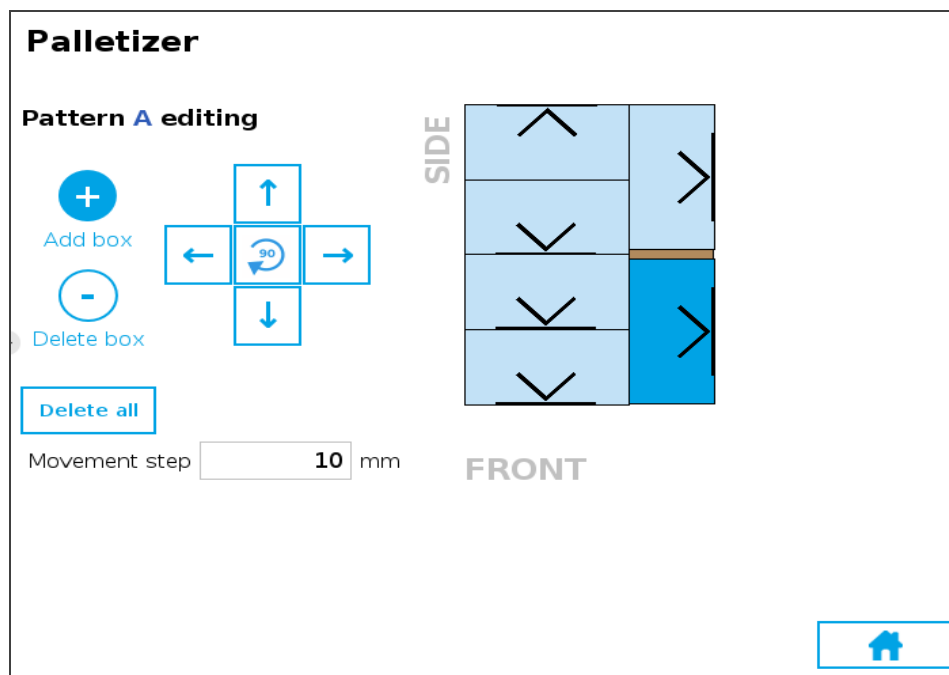 Palletizer
Pattern A editing
SIDE
+
Add box
↑
←
90
→
↓
-
Delete box
Delete all
Movement step 10 mm
FRONT